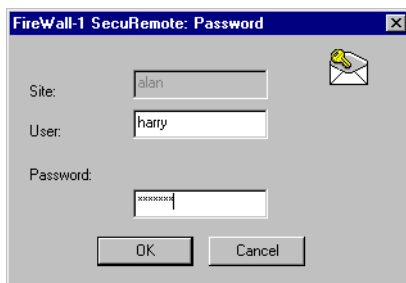 FireWall-1 SecuRemote: Password
Site: alan
User: harry
Password:
*******
OK Cancel